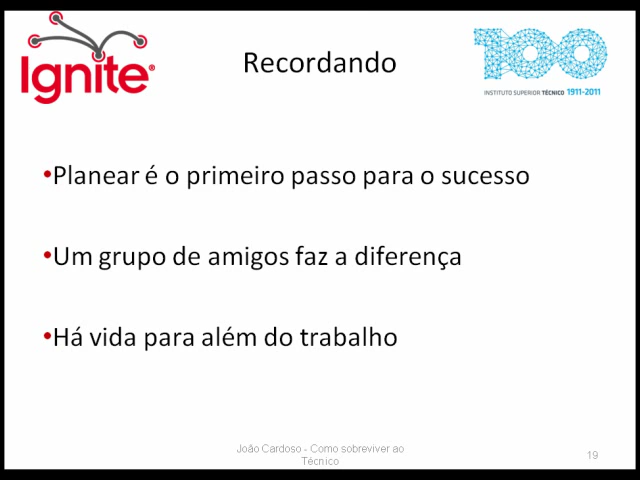 Ignite®
Recordando
100
INSTITUTO SUPERIOR TÉCNICO 1911-2011
•Planear é o primeiro passo para o sucesso
•Um grupo de amigos faz a diferença
•Há vida para além do trabalho
João Cardoso - Como sobreviver ao
Técnico
19